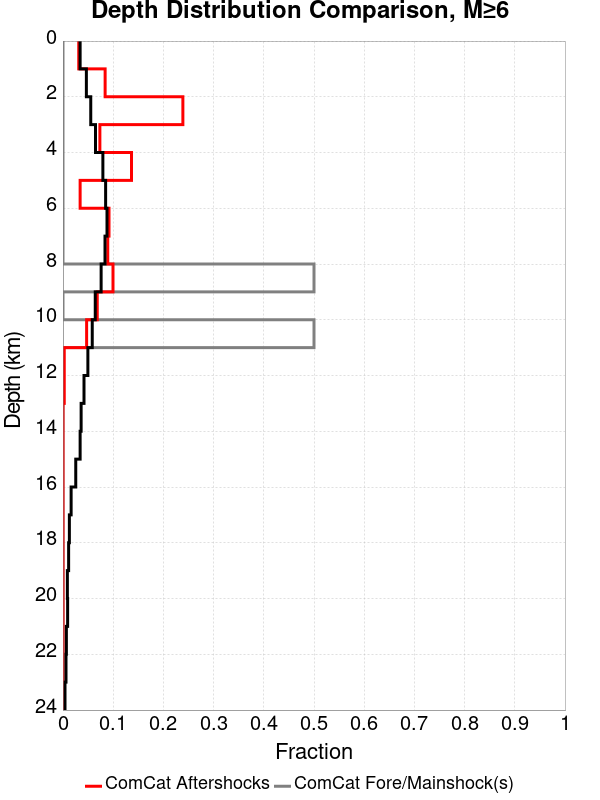 Depth Distribution Comparison, M≥6
0
2
4
6
8
10
12
14
16
18
20
22
24
Depth (km)
0 0.1 0.2 0.3 0.4 0.5 0.6 0.7 0.8 0.9 1
Fraction
ComCat Aftershocks ComCat Fore/Mainshock(s)